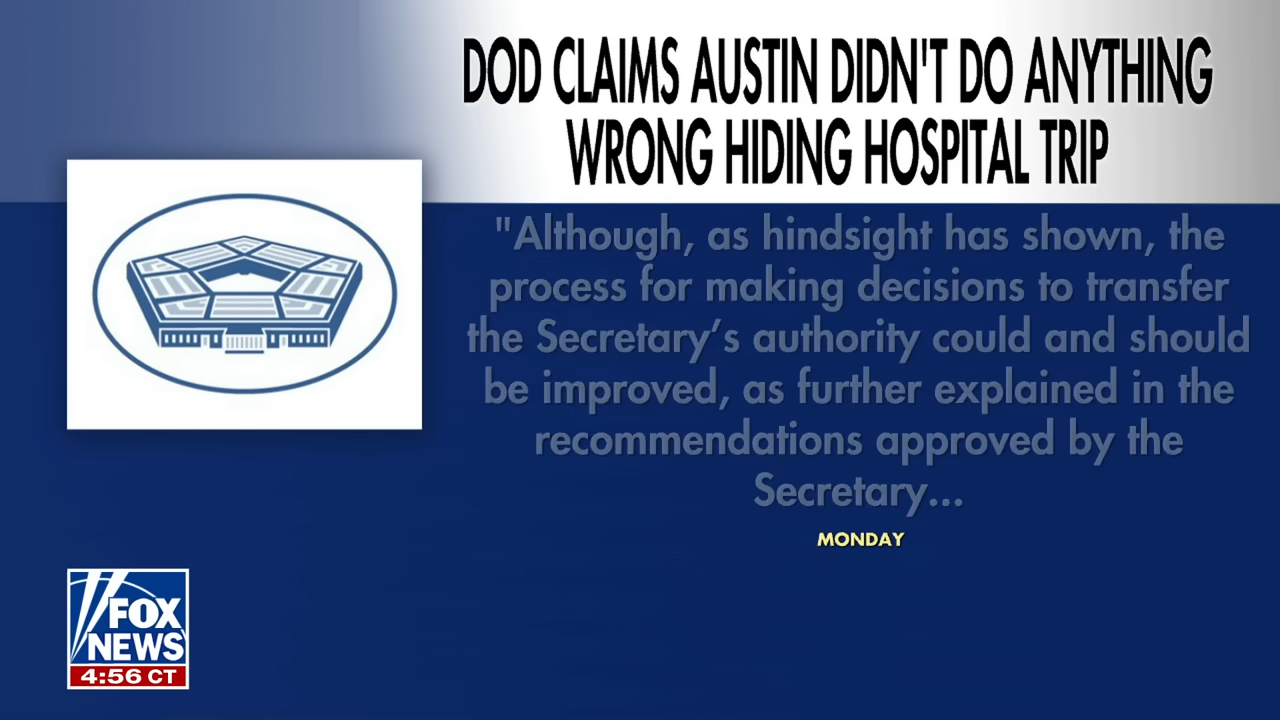 DOD CLAIMS AUSTIN DIDN'T DO ANYTHING
WRONG HIDING HOSPITAL TRIP
"Although, as hindsight has shown, the
process for making decisions to transfer
the Secretary’s authority could and should
be improved, as further explained in the
recommendations approved by the
Secretary...
MONDAY
FOX
NEWS
4:56 CT